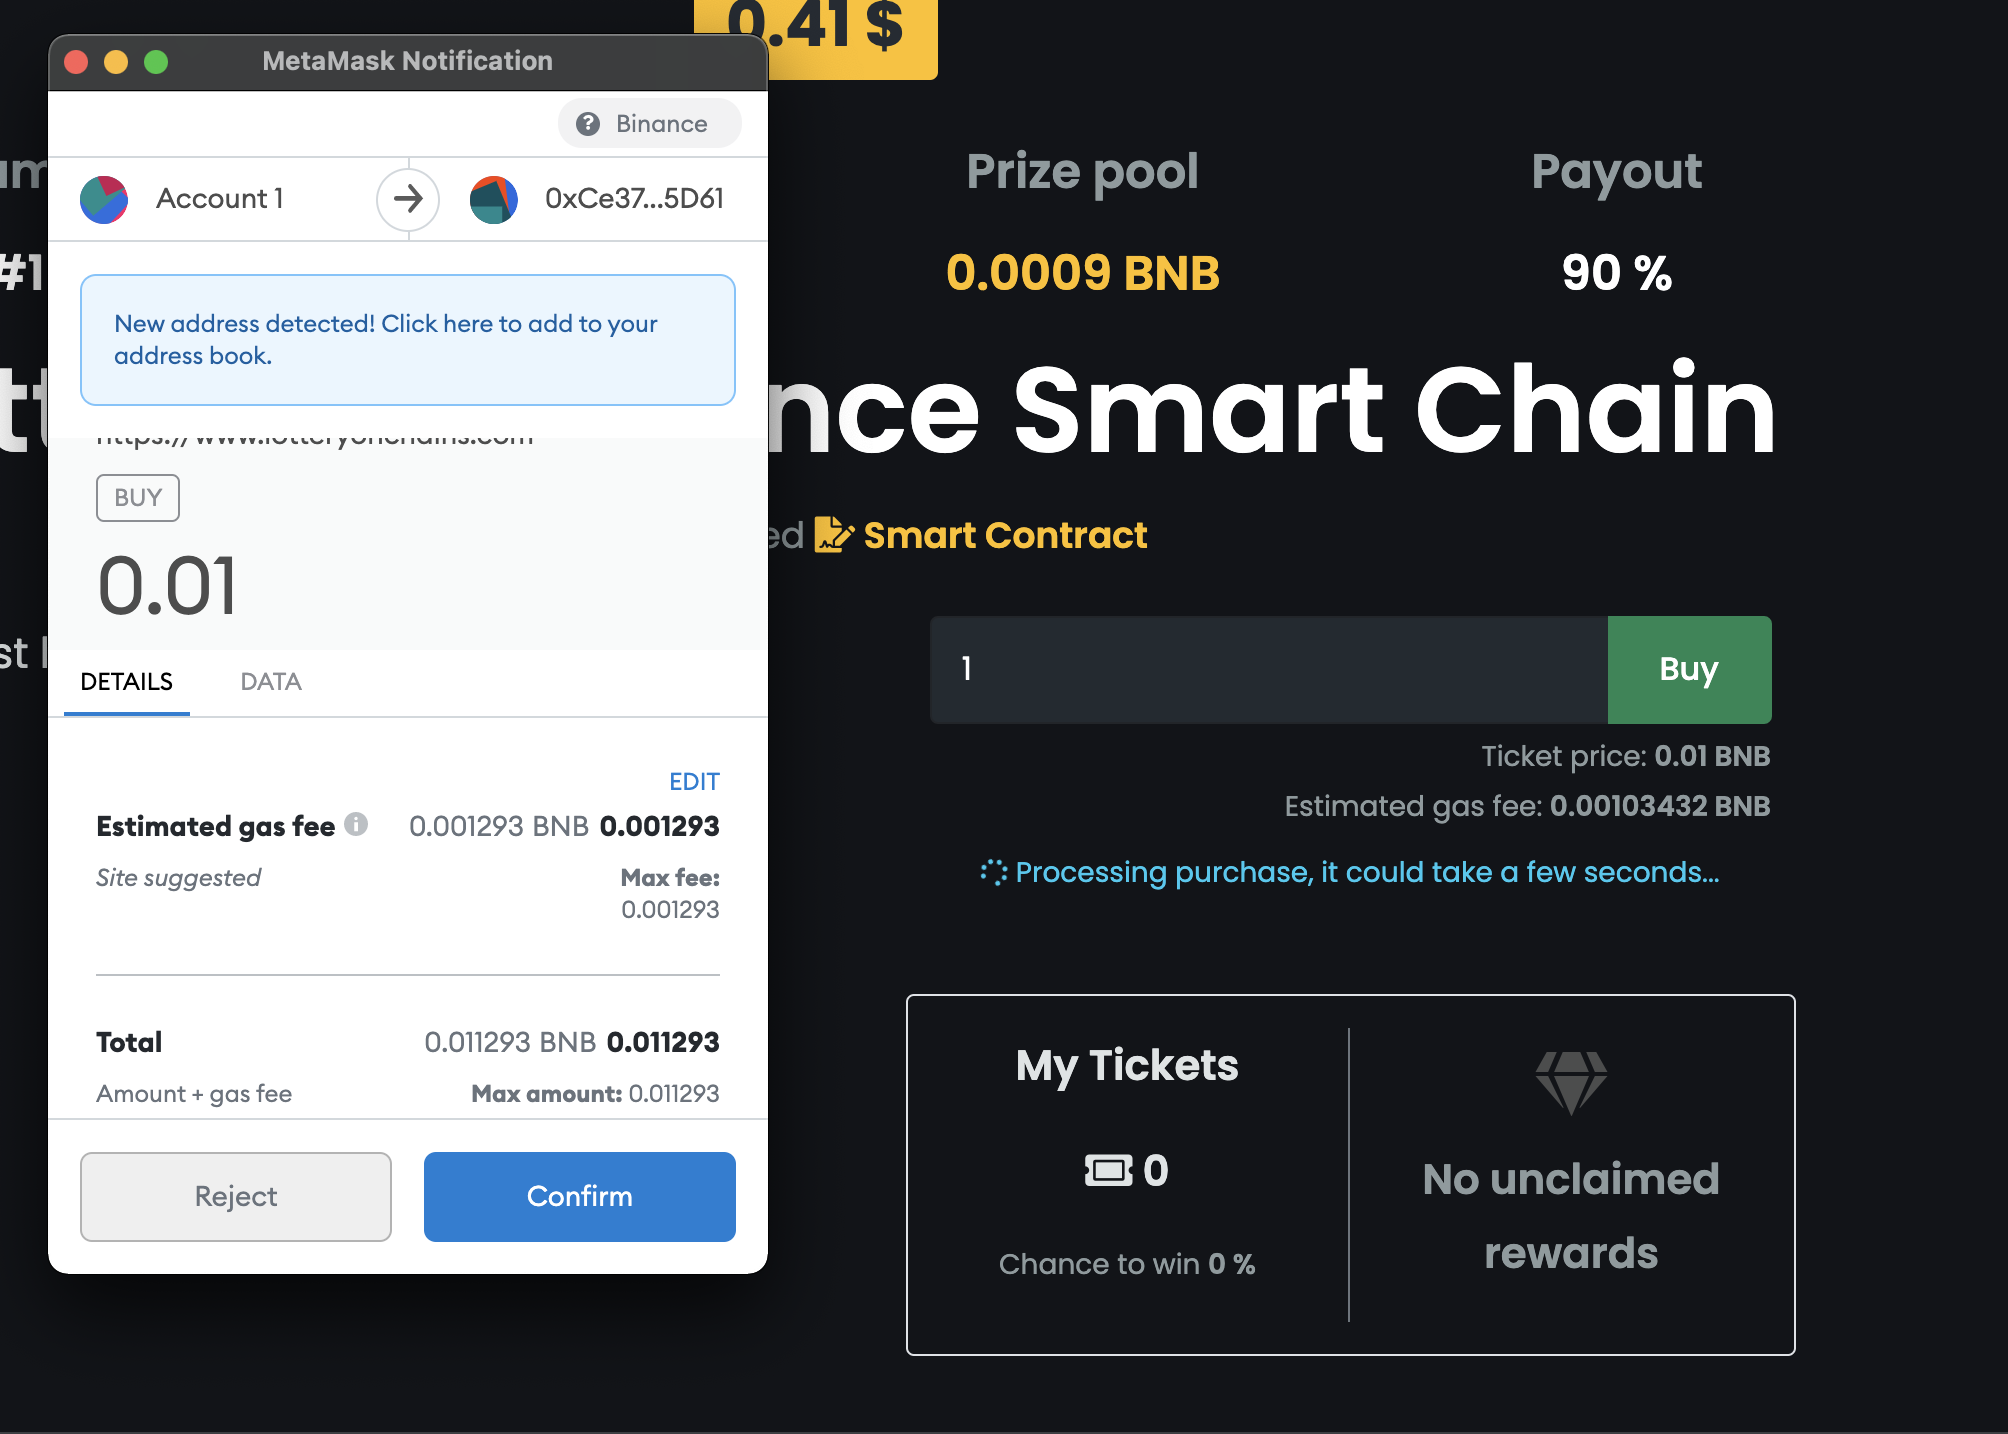 0.41 $
MetaMask Notification
Binance
Account 1
0xCe37...5D61
New address detected! Click here to add to your
address book.
https://www.lotteryonchains.com
BUY
0.01
DETAILS
DATA
EDIT
Estimated gas fee 0.001293 BNB 0.001293
Site suggested
Max fee:
0.001293
Total 0.011293 BNB 0.011293
Amount + gas fee
Max amount: 0.011293
Reject
Confirm
#1
Prize pool
Payout
0.0009 BNB
90 %
nce Smart Chain
ed Smart Contract
st
1
Buy
Ticket price: 0.01 BNB
Estimated gas fee: 0.00103432 BNB
Processing purchase, it could take a few seconds...
My Tickets
0
Chance to win 0 %
No unclaimed
rewards